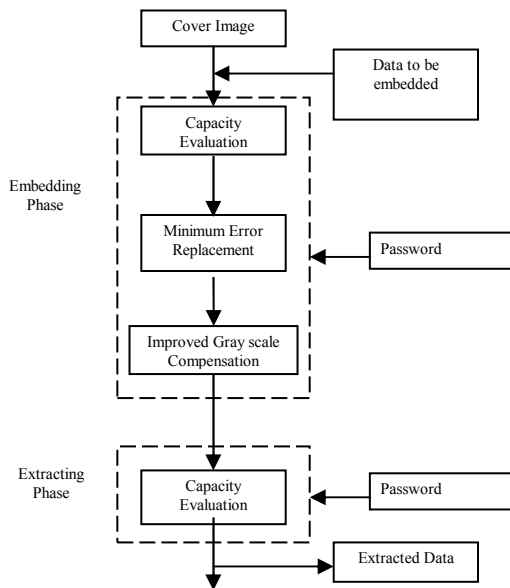 Cover Image
Data to be
embedded
Capacity
Evaluation
Embedding
Phase
Minimum Error
Replacement
Password
Improved Gray scale
Compensation
Extracting
Phase
Capacity
Evaluation
Password
Extracted Data